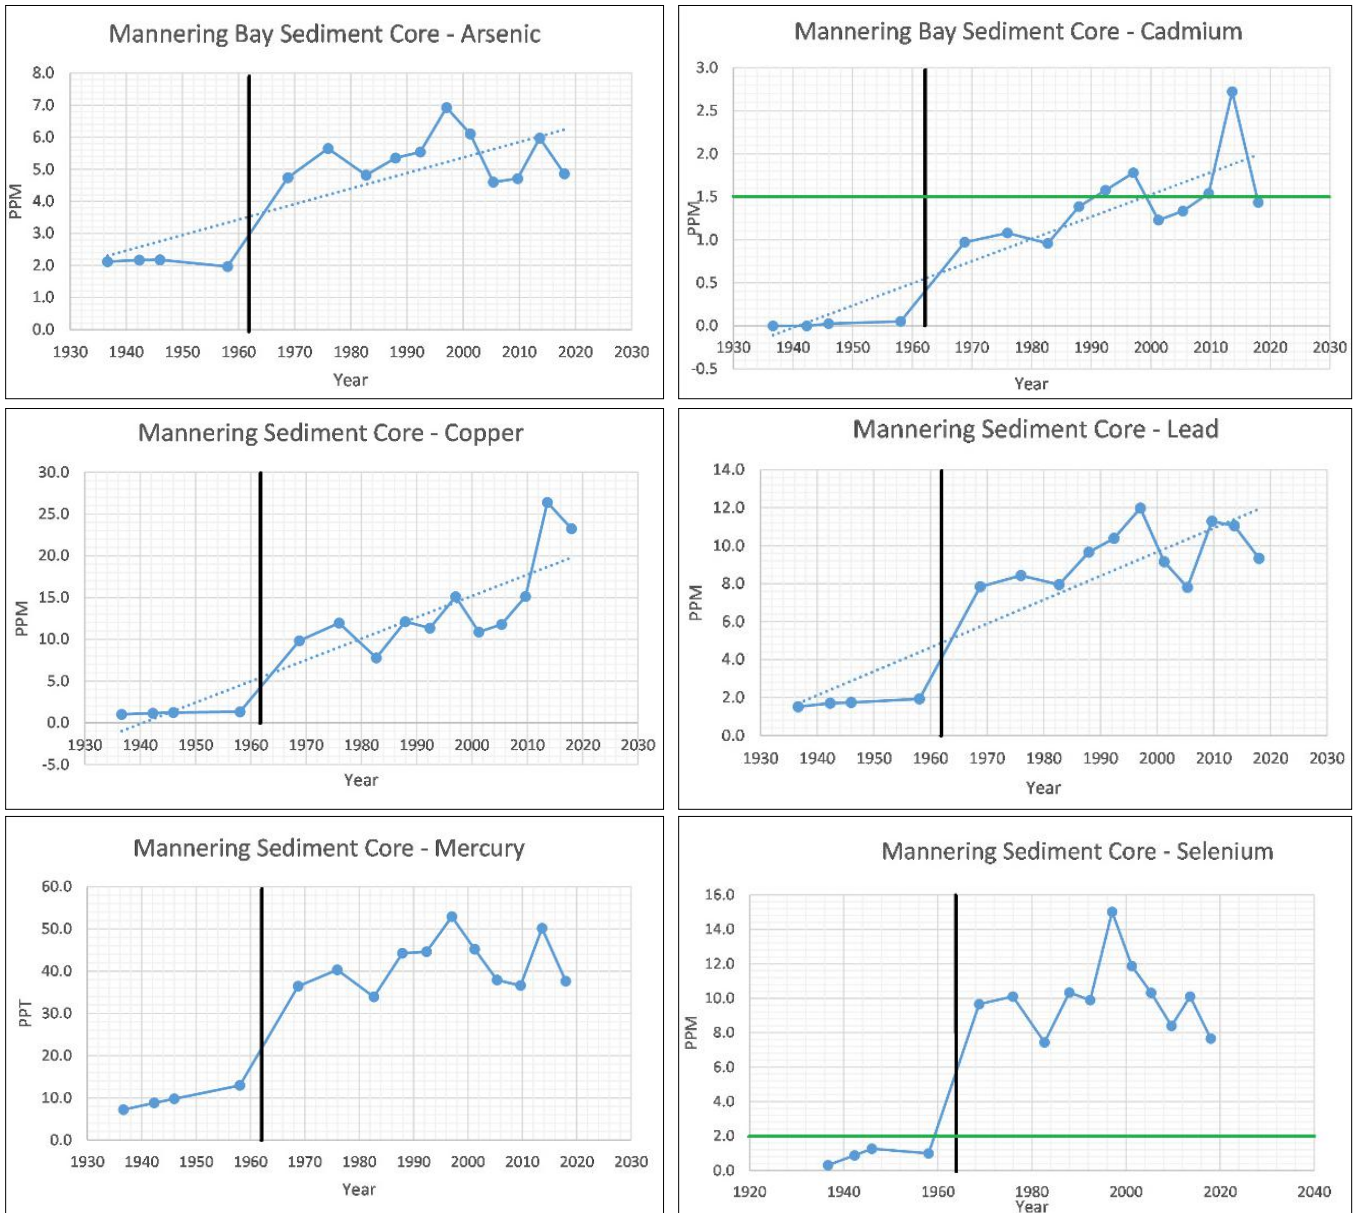 Mannering Bay Sediment Core - Arsenic
8.0
7.0
6.0
5.0
4.0
3.0
2.0
1.0
0.0
PPM
1930 1940 1950 1960 1970 1980 1990 2000 2010 2020 2030
Year
Mannering Bay Sediment Core - Cadmium
3.0
2.5
2.0
1.5
1.0
0.5
0.0
-0.5
PPM
1930 1940 1950 1960 1970 1980 1990 2000 2010 2020 2030
Year
Mannering Sediment Core - Copper
30.0
25.0
20.0
15.0
10.0
5.0
0.0
-5.0
PPM
1930 1940 1950 1960 1970 1980 1990 2000 2010 2020 2030
Year
Mannering Sediment Core - Lead
14.0
12.0
10.0
8.0
6.0
4.0
2.0
0.0
PPM
1930 1940 1950 1960 1970 1980 1990 2000 2010 2020 2030
Year
Mannering Sediment Core - Mercury
60.0
50.0
40.0
30.0
20.0
10.0
0.0
PPT
1930 1940 1950 1960 1970 1980 1990 2000 2010 2020 2030
Year
Mannering Sediment Core - Selenium
16.0
14.0
12.0
10.0
8.0
6.0
4.0
2.0
0.0
PPM
1920 1940 1960 1980 2000 2020 2040
Year